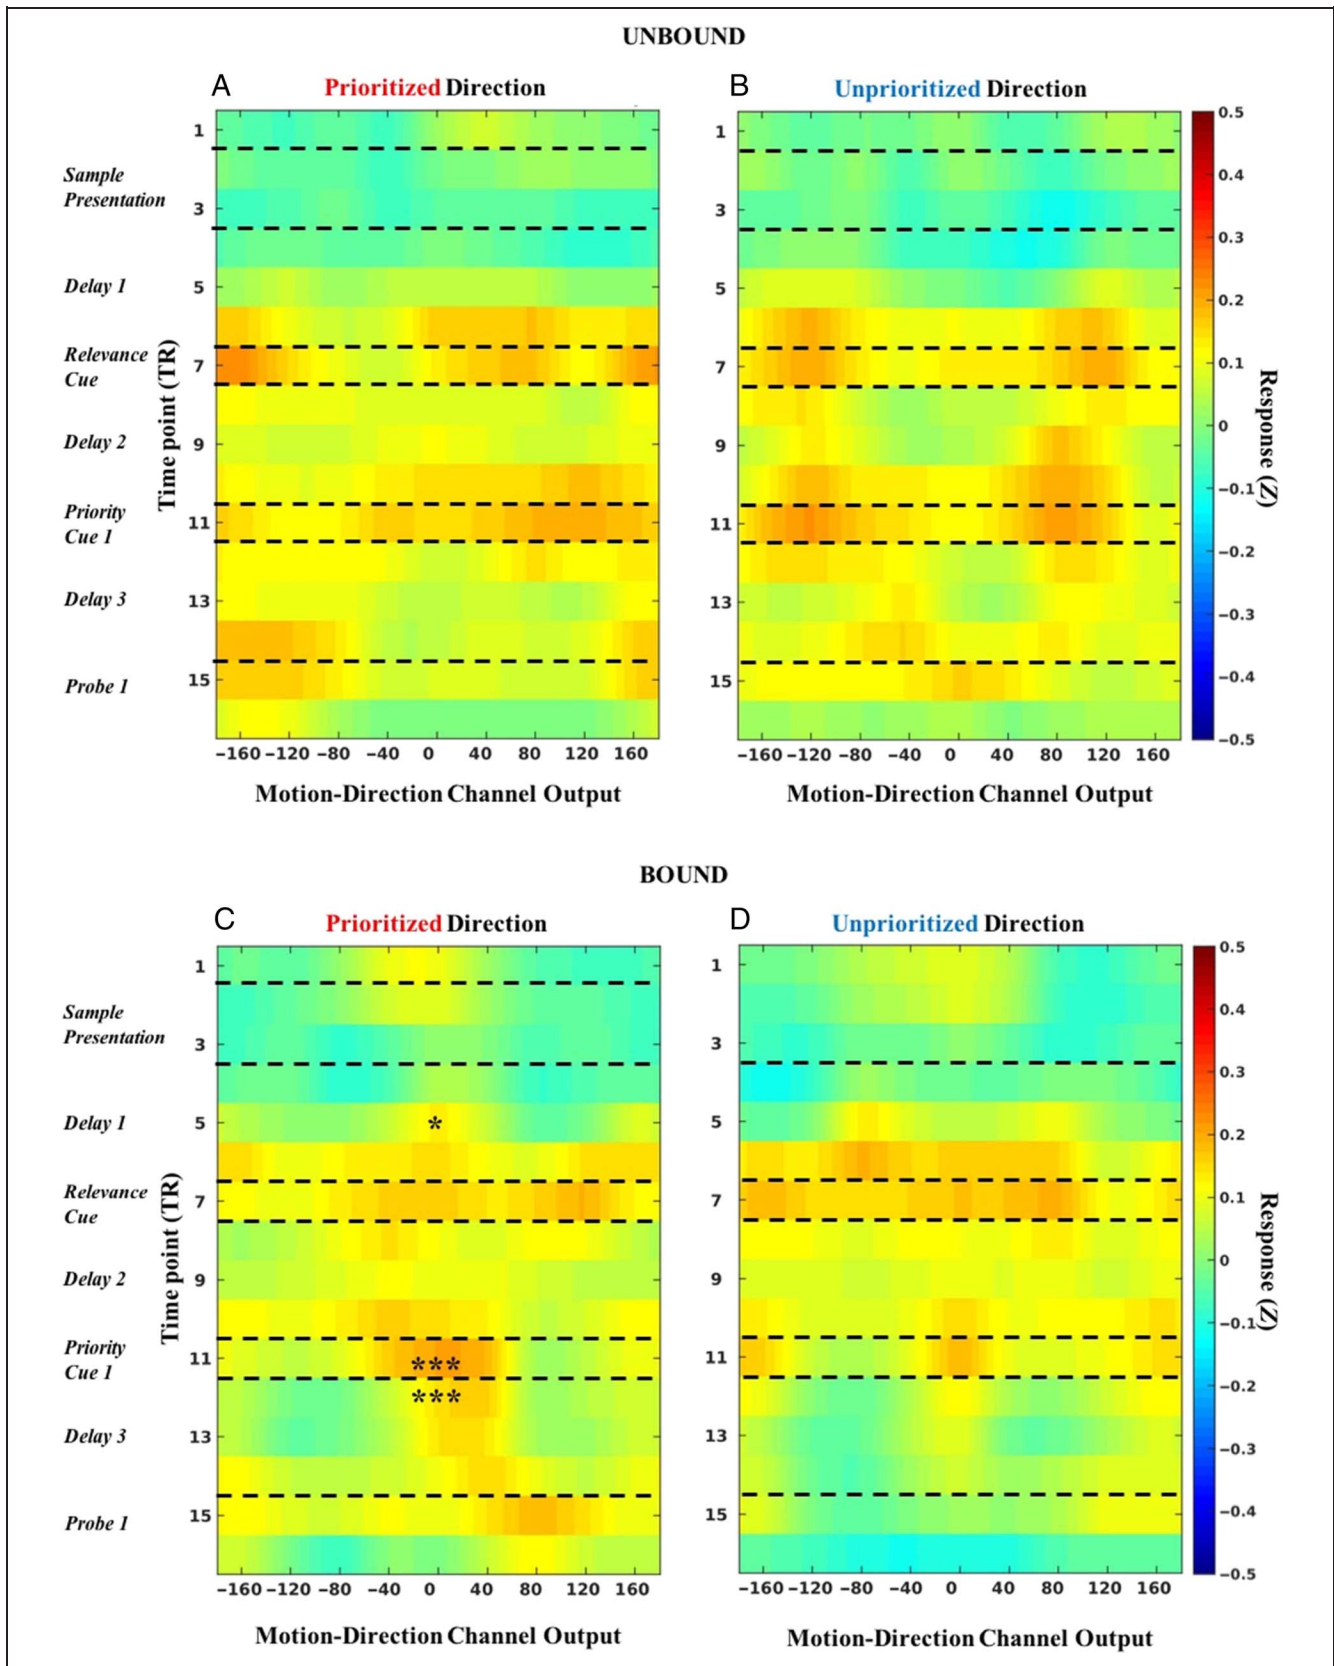 UNBOUND
A
Prioritized Direction
B
Unprioritized Direction
Sample
Presentation
Delay 1
Relevance
Cue
Delay 2
Priority
Cue 1
Delay 3
Probe 1
Time point (TR)
1
3
5
7
9
11
13
15
−160 −120 −80 −40 0 40 80 120 160
Motion-Direction Channel Output
1
3
5
7
9
11
13
15
−160 −120 −80 −40 0 40 80 120 160
Motion-Direction Channel Output
0.5
0.4
0.3
0.2
0.1
0
−0.1
−0.2
−0.3
−0.4
−0.5
Response (Z)
BOUND
C
Prioritized Direction
D
Unprioritized Direction
Sample
Presentation
Delay 1
Relevance
Cue
Delay 2
Priority
Cue 1
Delay 3
Probe 1
Time point (TR)
1
3
5
7
9
11
13
15
*
***
***
−160 −120 −80 −40 0 40 80 120 160
Motion-Direction Channel Output
1
3
5
7
9
11
13
15
−160 −120 −80 −40 0 40 80 120 160
Motion-Direction Channel Output
0.5
0.4
0.3
0.2
0.1
0
−0.1
−0.2
−0.3
−0.4
−0.5
Response (Z)